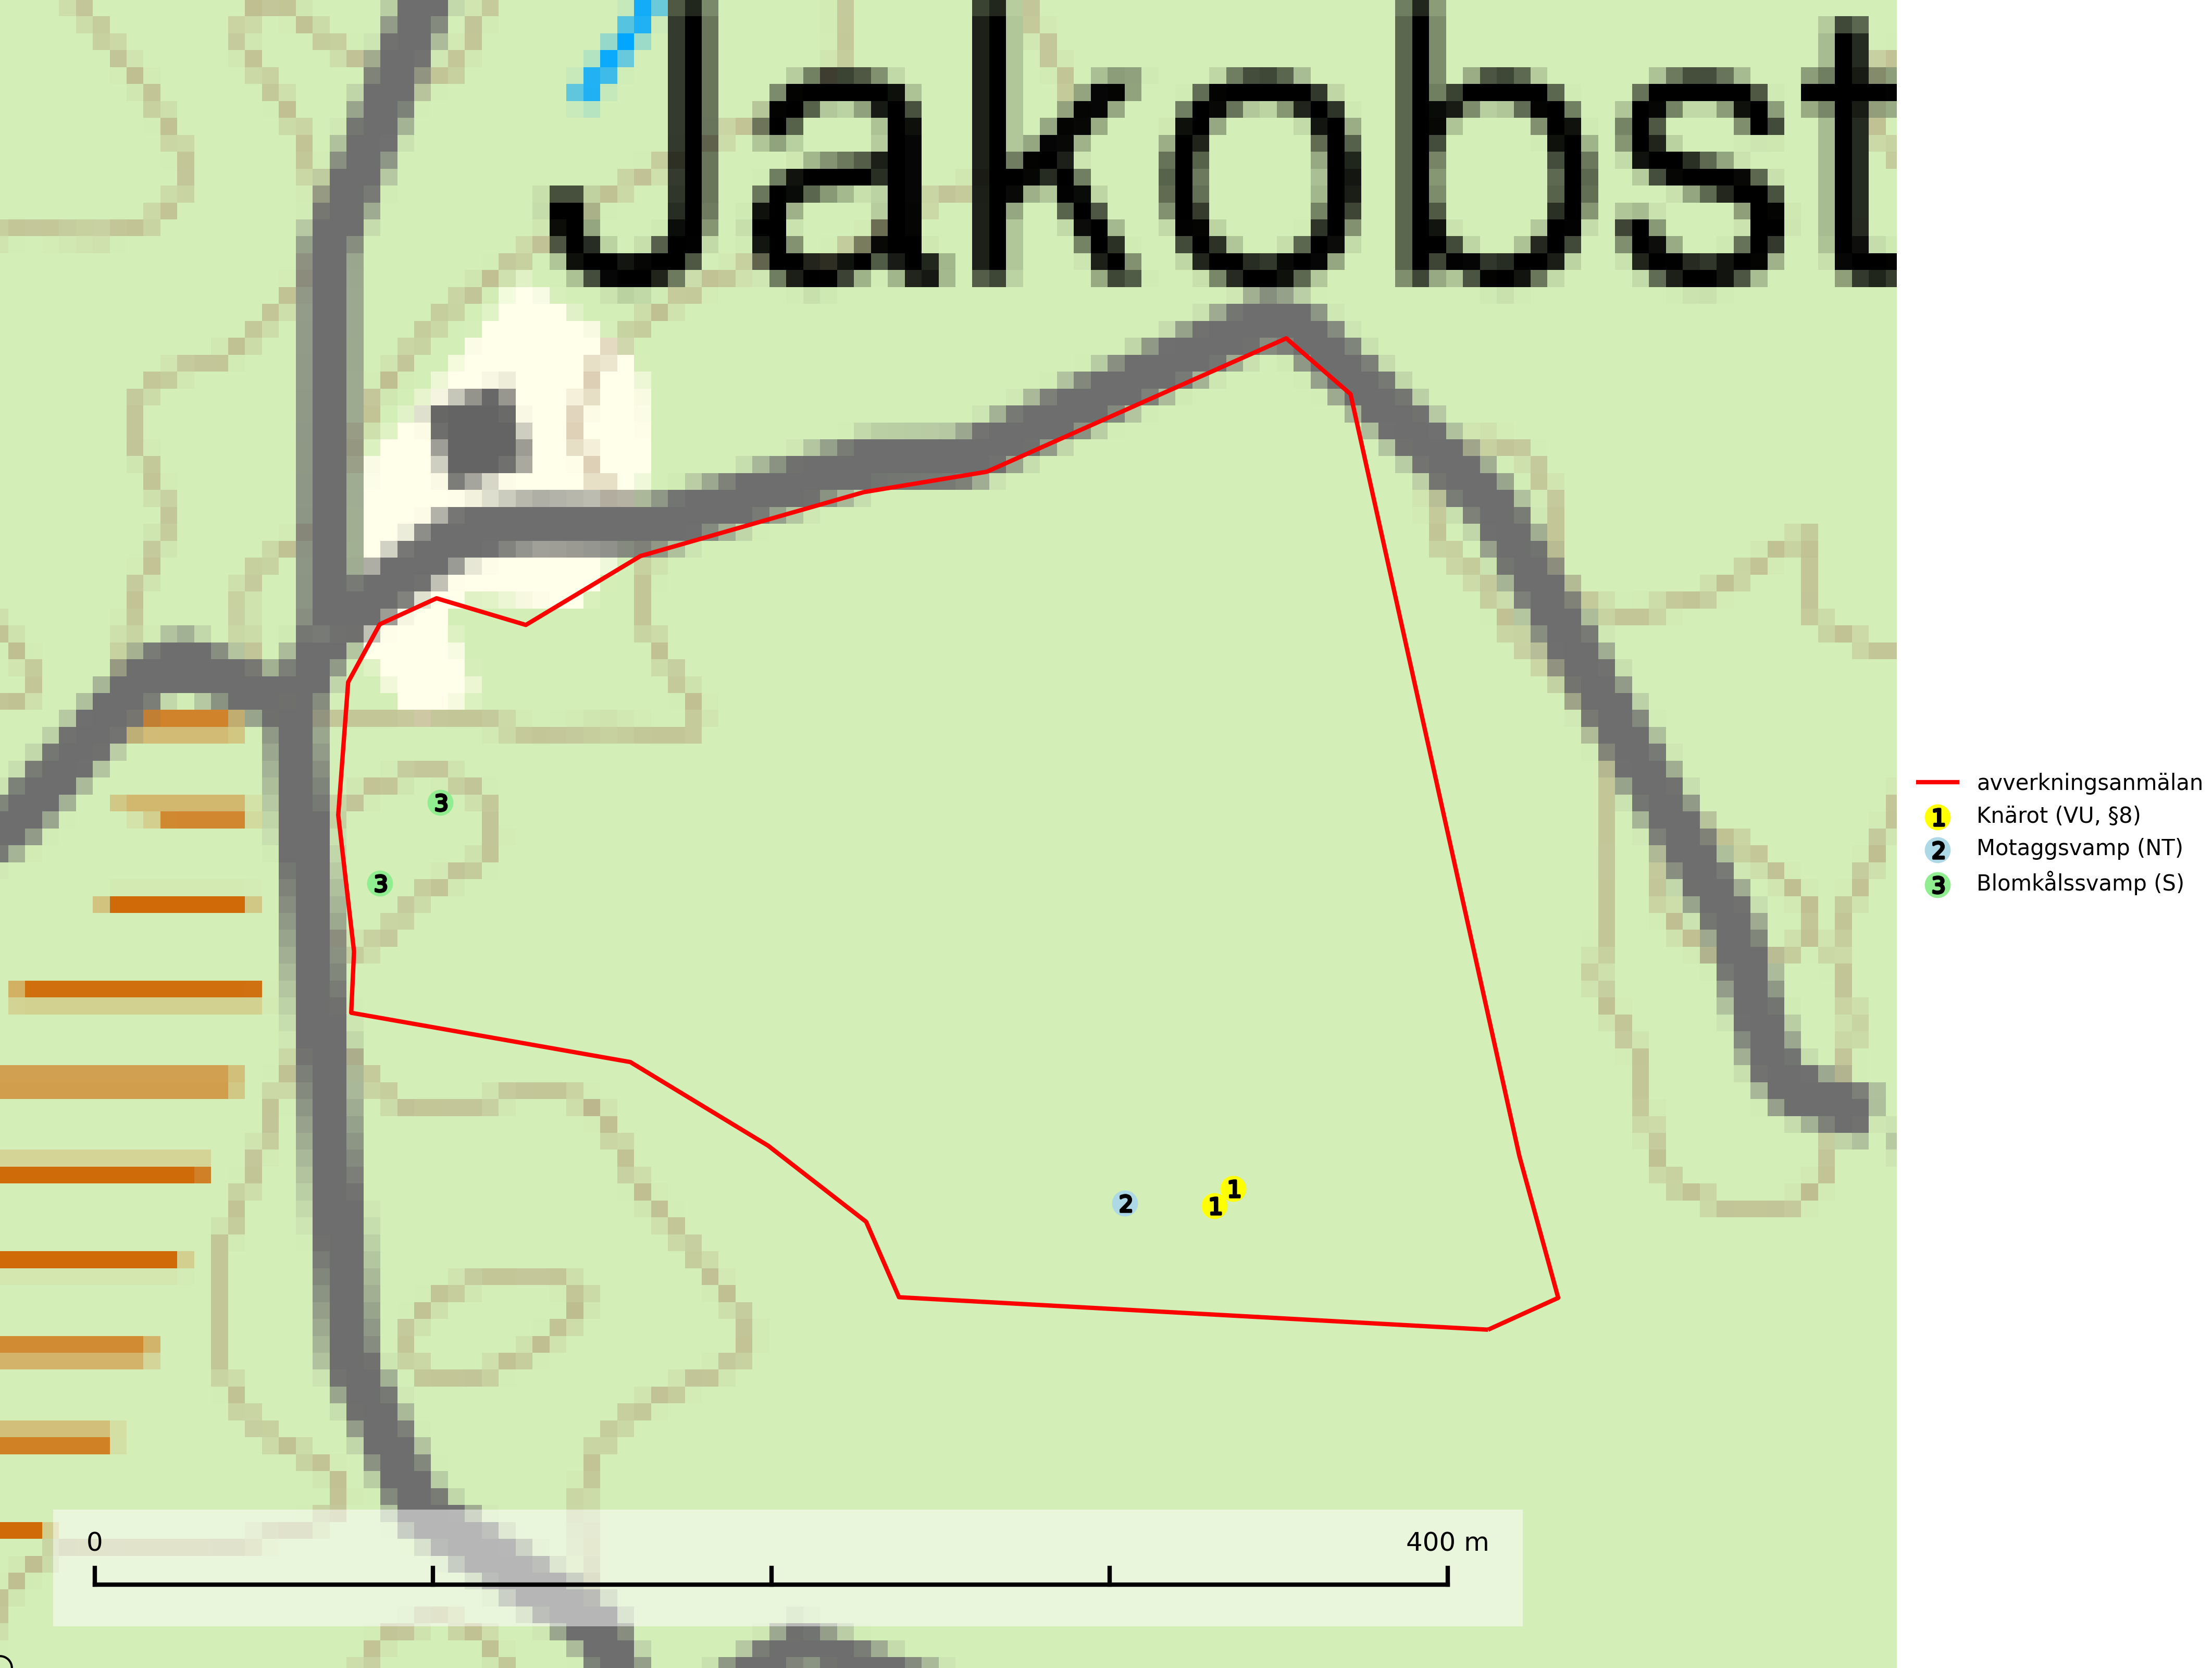 Jakobst
avverkningsanmälan
1 Knärot (VU, §8)
2 Motaggsvamp (NT)
3 Blomkålssvamp (S)
3
3
1
2
1
0 400 m